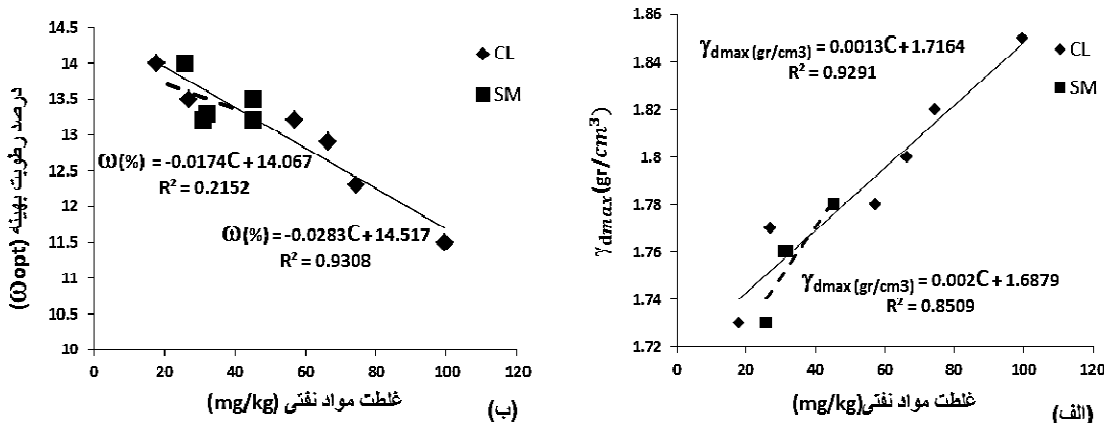 درصد رطوبت بهینه (ωopt)
14.5
14
13.5
13
12.5
12
11.5
11
10.5
10
ω(%) = -0.0174C + 14.067
R² = 0.2152
ω(%) = -0.0283C + 14.517
R² = 0.9308
CL
SM
0 20 40 60 80 100 120
غلطت مواد نفتی (mg/kg)
(ب)
γdmax(gr/cm³)
1.86
1.84
1.82
1.8
1.78
1.76
1.74
1.72
γdmax (gr/cm3) = 0.0013C + 1.7164
R² = 0.9291
γdmax (gr/cm3) = 0.002C + 1.6879
R² = 0.8509
CL
SM
0 20 40 60 80 100 120
غلطت مواد نفتی(mg/kg)
(الف)